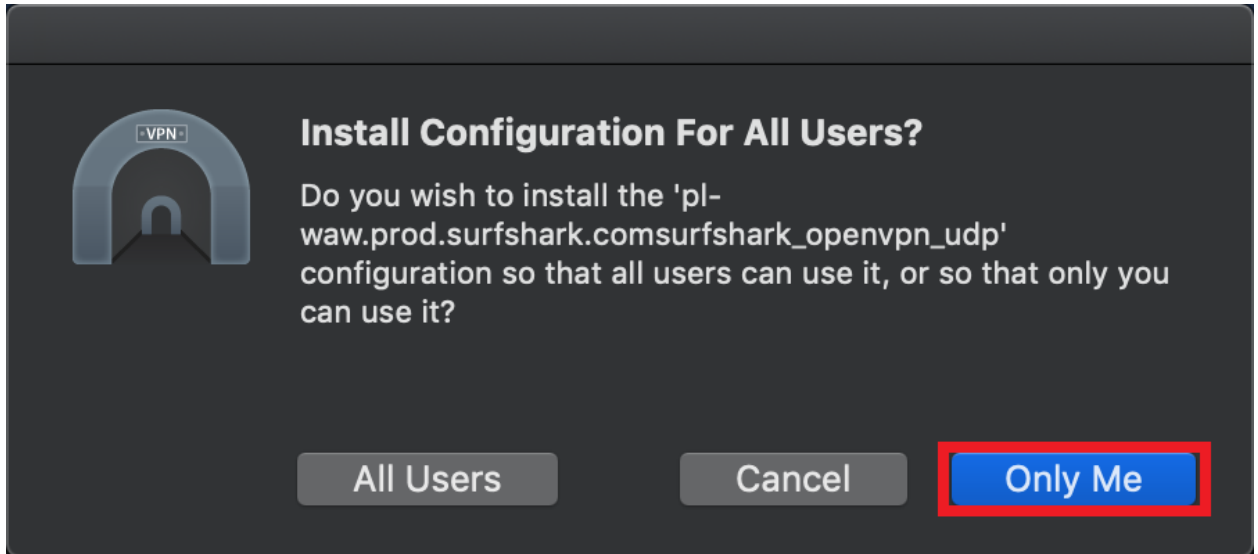 ·VPN·
Install Configuration For All Users?
Do you wish to install the 'pl-
waw.prod.surfshark.comsurfshark_openvpn_udp'
configuration so that all users can use it, or so that only you
can use it?
All Users
Cancel
Only Me